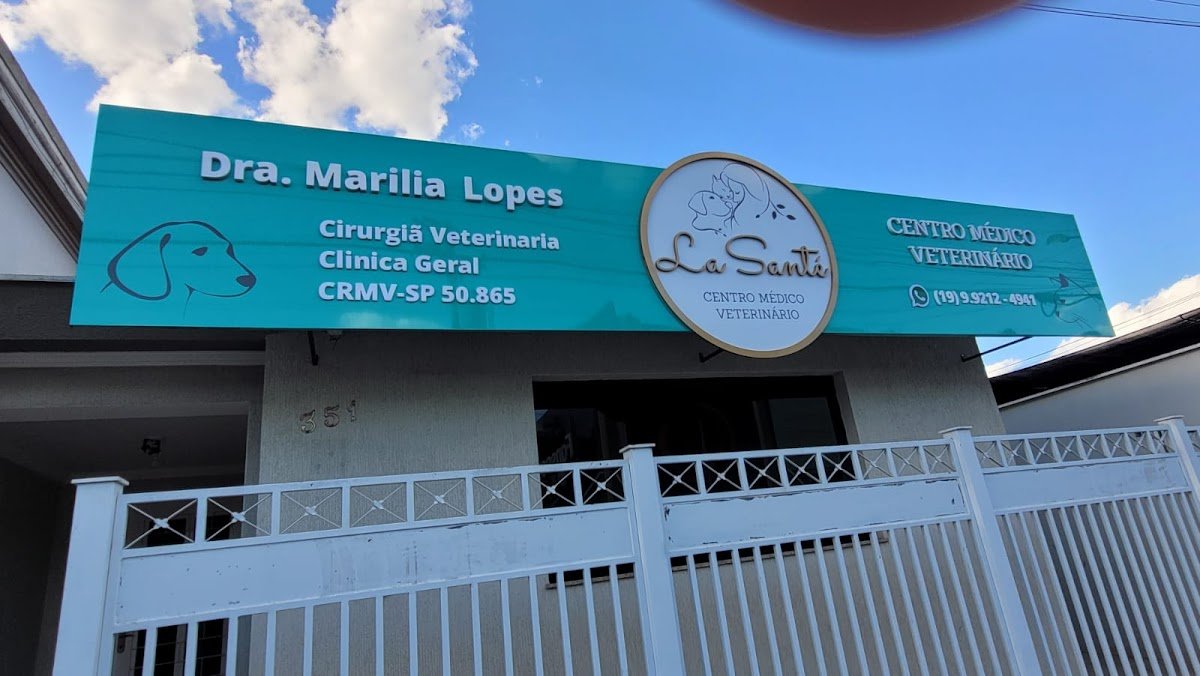 Dra. Marilia Lopes
Cirurgiã Veterinaria
Clinica Geral
CRMV-SP 50.865
La Santé
CENTRO MÉDICO
VETERINÁRIO
CENTRO MÉDICO
VETERINÁRIO
(19) 9.9212 - 4941
351